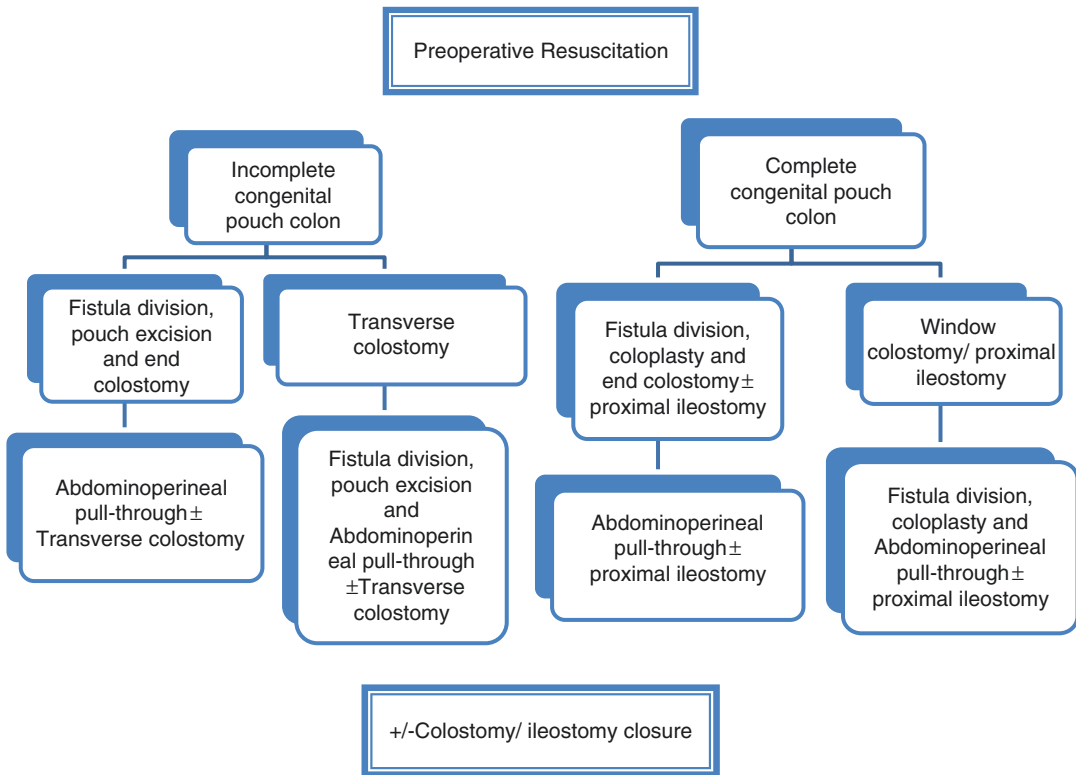 Preoperative Resuscitation
Incomplete
congenital
pouch colon
Complete
congenital pouch
colon
Fistula division,
pouch excision
and end
colostomy
Transverse
colostomy
Fistula division,
coloplasty and
end colostomy±
proximal ileostomy
Window
colostomy/ proximal
ileostomy
Abdominoperineal
pull-through±
Transverse colostomy
Fistula division,
pouch excision
and
Abdominoperin
eal pull-through
±Transverse
colostomy
Abdominoperineal
pull-through±
proximal ileostomy
Fistula division,
coloplasty and
Abdominoperineal
pull-through±
proximal ileostomy
+/-Colostomy/ ileostomy closure